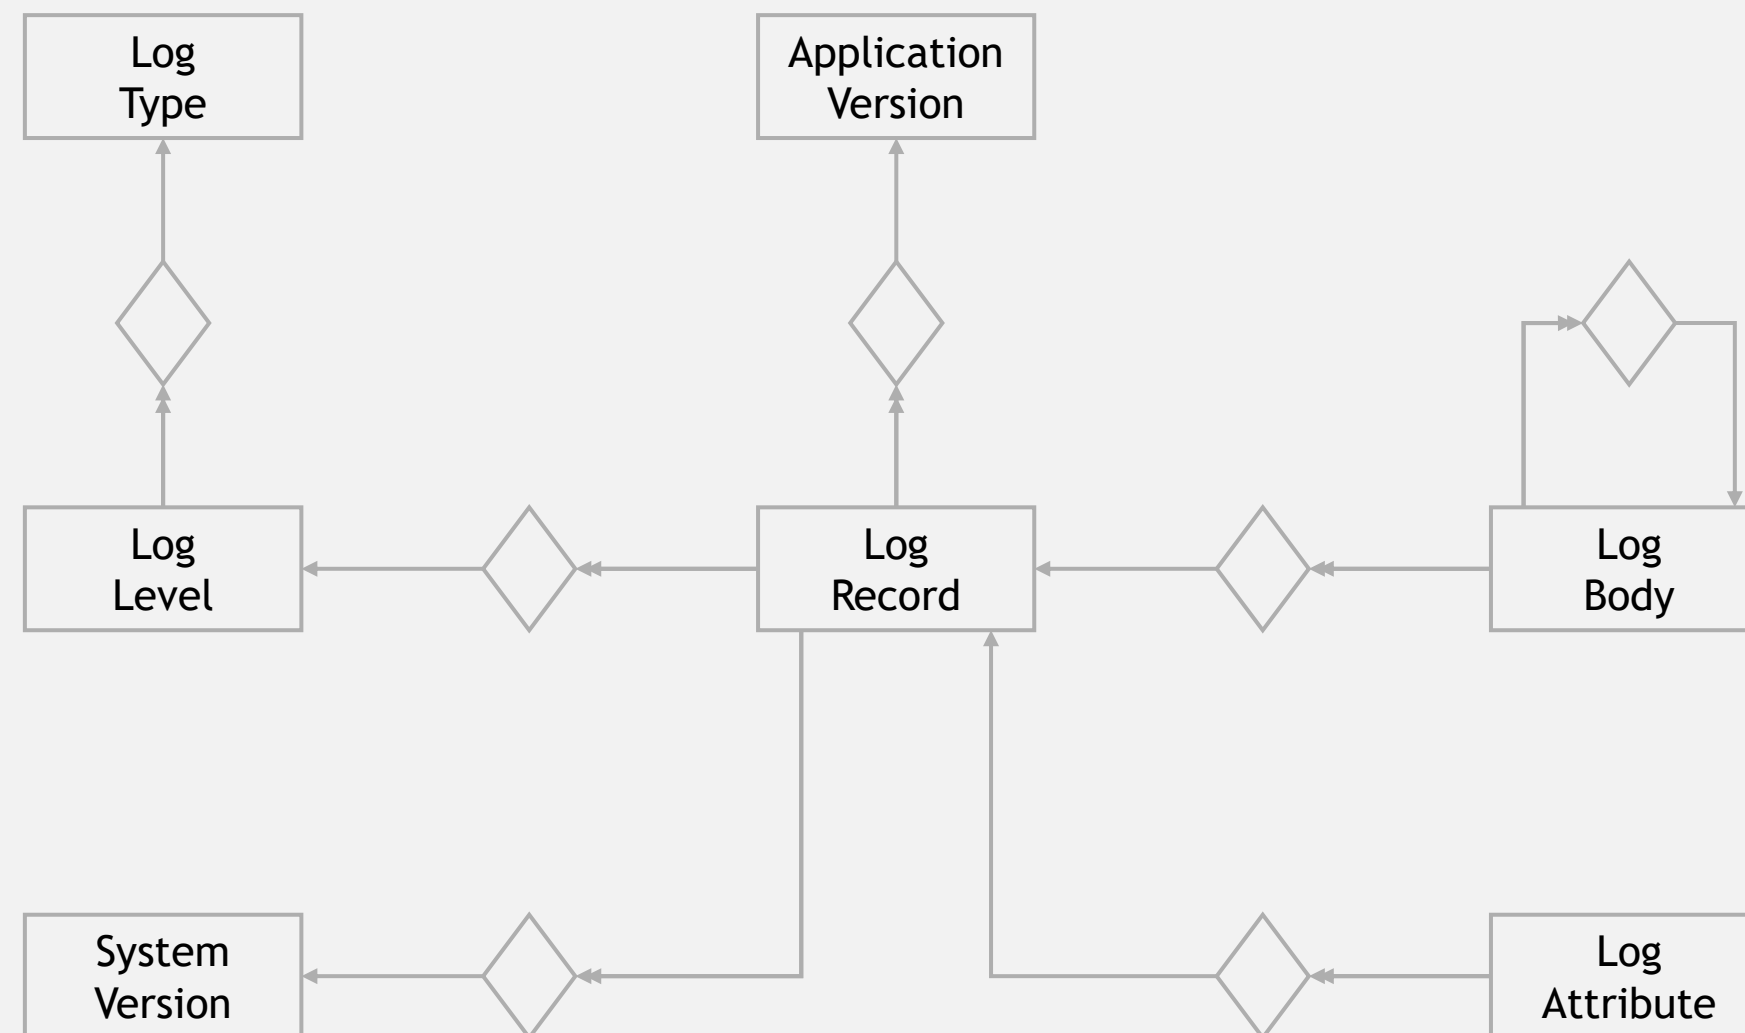 Log
Type
Application
Version
Log
Level
Log
Record
Log
Body
System
Version
Log
Attribute